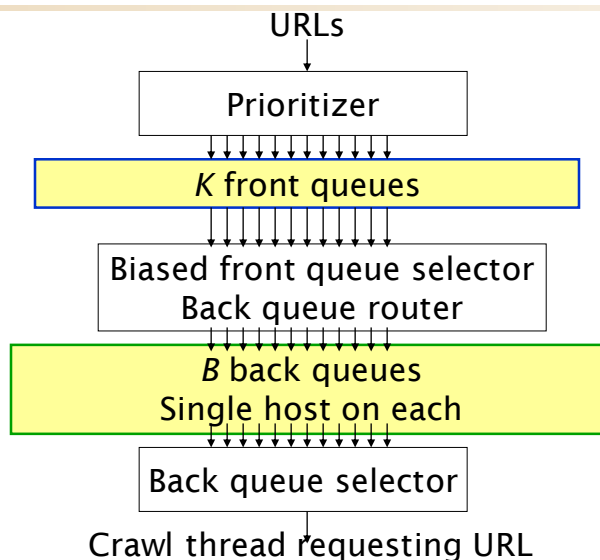 URLs
Prioritizer
K front queues
Biased front queue selector
Back queue router
B back queues
Single host on each
Back queue selector
Crawl thread requesting URL